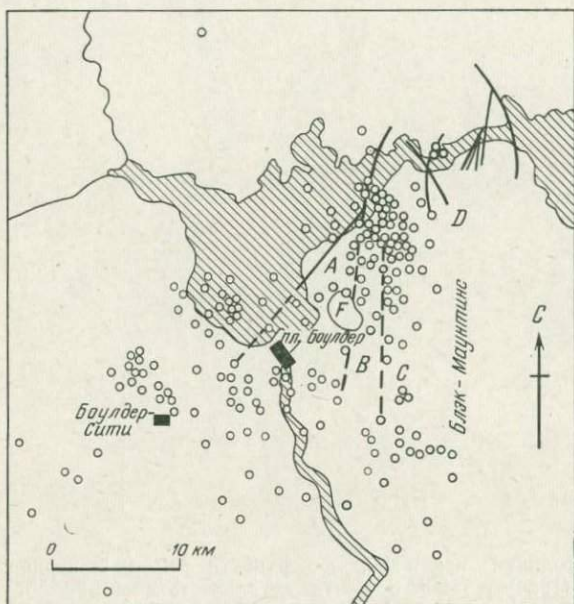 A
D
F
пл. Боулдер
B
C
Блэк-Маунтинс
С
Боулдер-
Сити
0 10 км